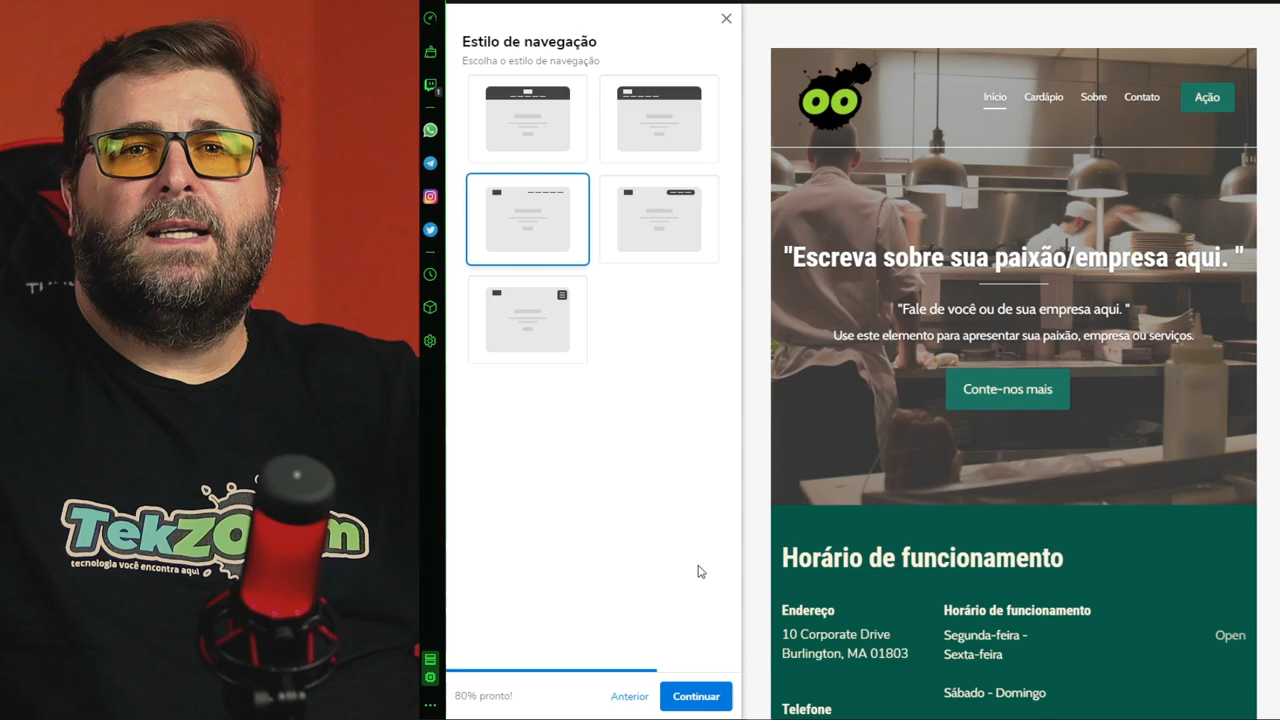 TekZOOm
tecnologia você encontra aqui
1
Estilo de navegação
Escolha o estilo de navegação
80% pronto!
Anterior
Continuar
Início
Cardápio
Sobre
Contato
Ação
"Escreva sobre sua paixão/empresa aqui. "
"Fale de você ou de sua empresa aqui. "
Use este elemento para apresentar sua paixão, empresa ou serviços.
Conte-nos mais
Horário de funcionamento
Endereço
10 Corporate Drive
Burlington, MA 01803
Telefone
Horário de funcionamento
Segunda-feira -
Sexta-feira
Open
Sábado - Domingo